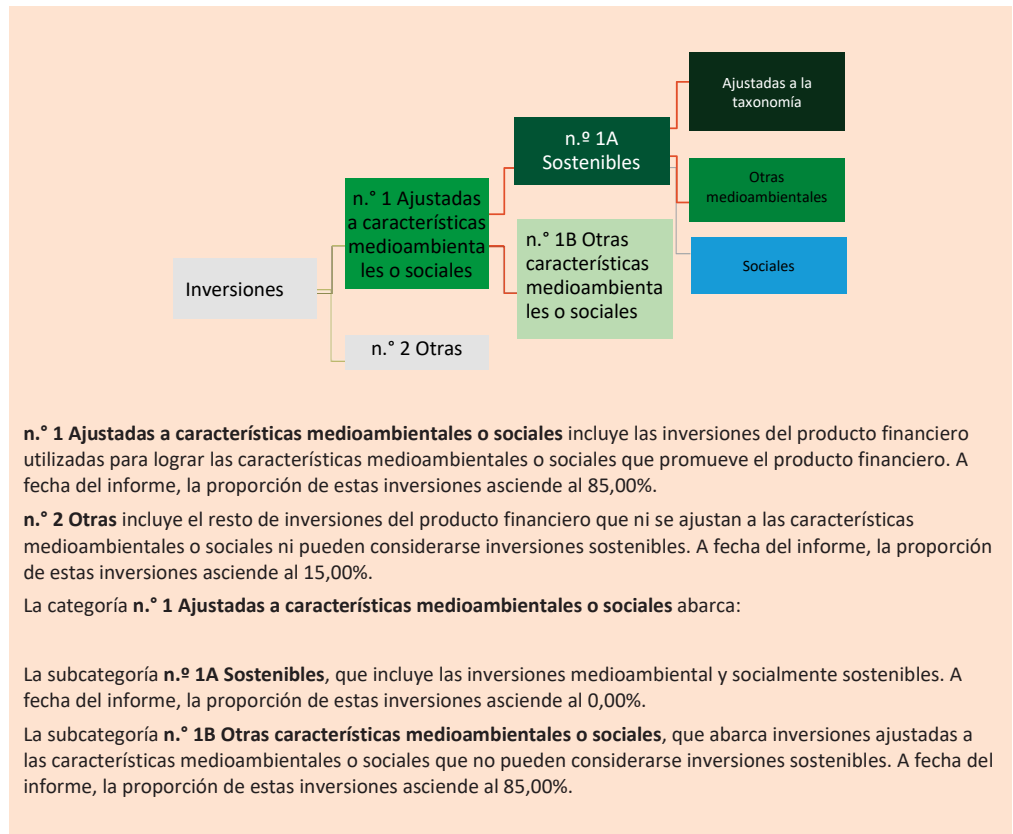 Ajustadas a la
taxonomía
n.º 1A
Sostenibles
Otras
medioambientales
n.° 1 Ajustadas
a características
medioambienta
les o sociales
n.° 1B Otras
características
medioambienta
les o sociales
Sociales
Inversiones
n.° 2 Otras
n.° 1 Ajustadas a características medioambientales o sociales incluye las inversiones del producto financiero
utilizadas para lograr las características medioambientales o sociales que promueve el producto financiero. A
fecha del informe, la proporción de estas inversiones asciende al 85,00%.
n.° 2 Otras incluye el resto de inversiones del producto financiero que ni se ajustan a las características
medioambientales o sociales ni pueden considerarse inversiones sostenibles. A fecha del informe, la proporción
de estas inversiones asciende al 15,00%.
La categoría n.° 1 Ajustadas a características medioambientales o sociales abarca:
La subcategoría n.º 1A Sostenibles, que incluye las inversiones medioambiental y socialmente sostenibles. A
fecha del informe, la proporción de estas inversiones asciende al 0,00%.
La subcategoría n.° 1B Otras características medioambientales o sociales, que abarca inversiones ajustadas a
las características medioambientales o sociales que no pueden considerarse inversiones sostenibles. A fecha del
informe, la proporción de estas inversiones asciende al 85,00%.